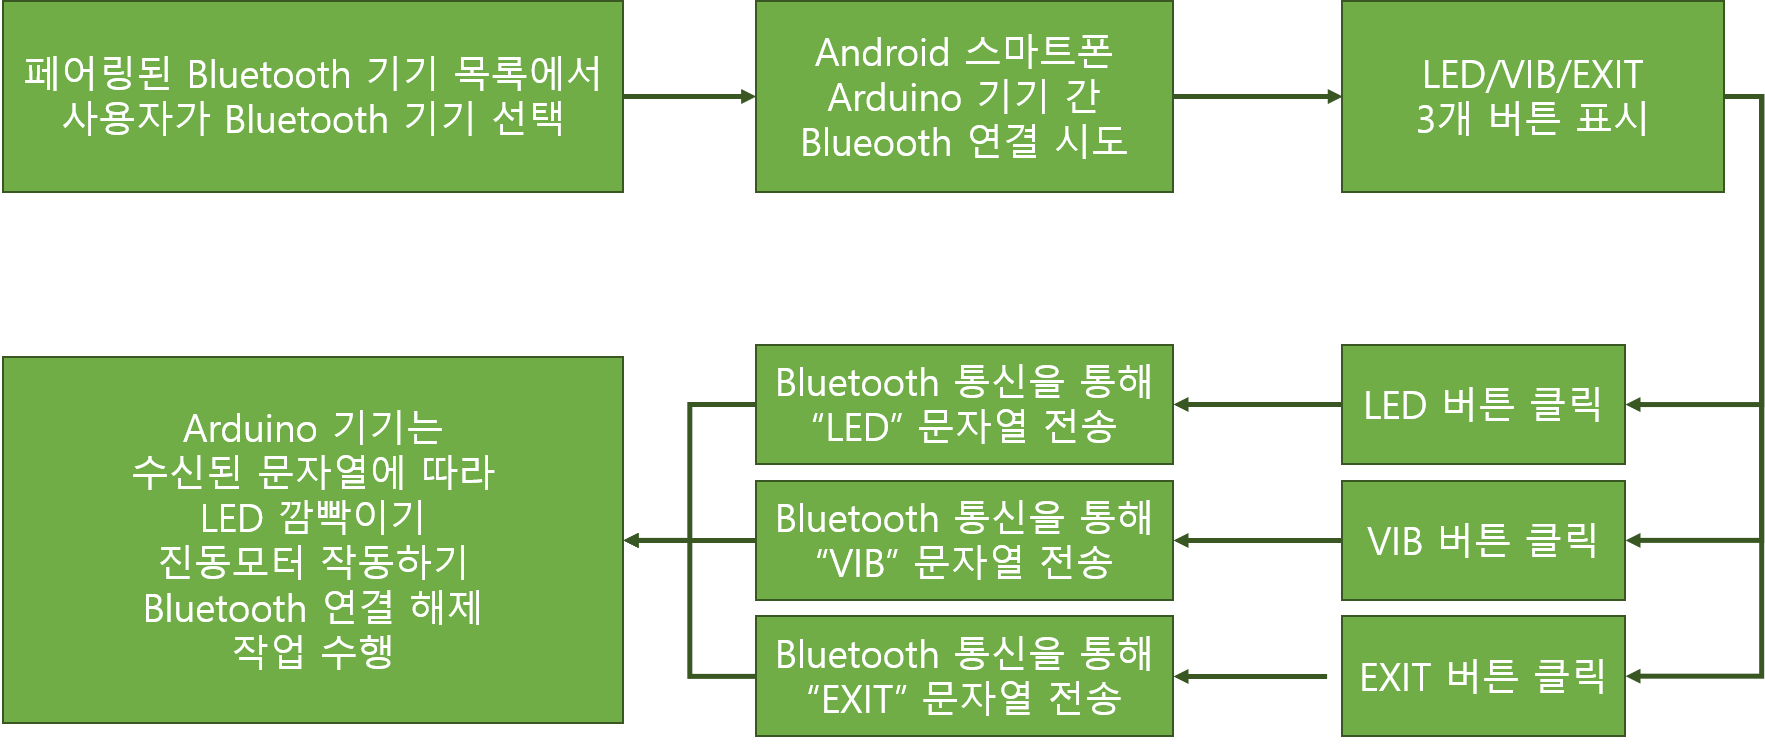 페어링된 Bluetooth 기기 목록에서
사용자가 Bluetooth 기기 선택
Android 스마트폰
Arduino 기기 간
Blueooth 연결 시도
LED/VIB/EXIT
3개 버튼 표시
LED 버튼 클릭
VIB 버튼 클릭
EXIT 버튼 클릭
Bluetooth 통신을 통해
“LED” 문자열 전송
Bluetooth 통신을 통해
“VIB” 문자열 전송
Bluetooth 통신을 통해
“EXIT” 문자열 전송
Arduino 기기는
수신된 문자열에 따라
LED 깜빡이기
진동모터 작동하기
Bluetooth 연결 해제
작업 수행